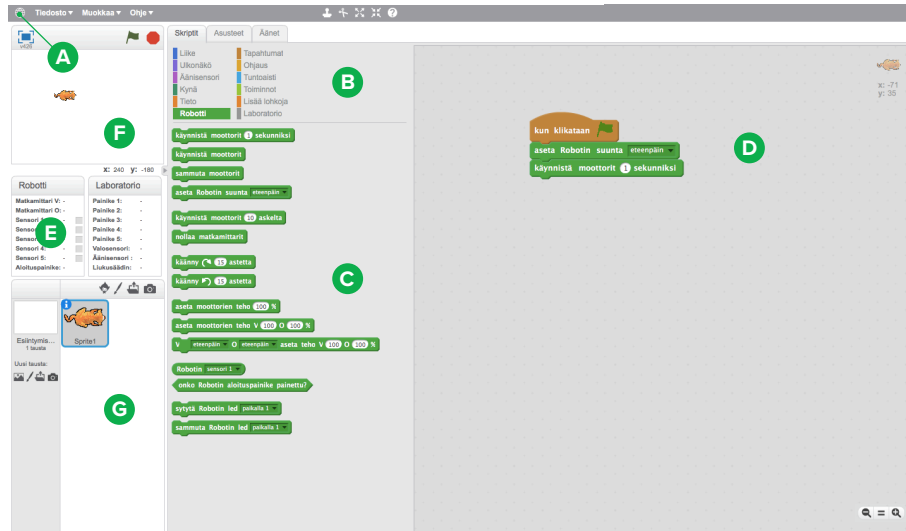 Tiedosto Muokkaa Ohje
v426
A
F
x: 240 y: -180
Robotti
Matkamittari V: -
Matkamittari O: -
Sensori -
Senso -
Senso -
Sensori 4: -
Sensori 5: -
Aloituspainike: -
E
Laboratorio
Painike 1: -
Painike 2: -
Painike 3: -
Painike 4: -
Painike 5: -
Valosensori: -
Äänisensori : -
Liukusäädin: -
Esiintymis...
1 tausta
Uusi tausta:
Sprite1
G
Skriptit Asusteet Äänet
Liike Tapahtumat
Ulkonäkö Ohjaus
Äänisensori Tuntoaisti
Kynä Toiminnot
Tieto Lisää lohkoja
Robotti Laboratorio
B
käynnistä moottorit 1 sekunniksi
käynnistä moottorit
sammuta moottorit
aseta Robotin suunta eteenpäin
käynnistä moottorit 10 askelta
nollaa matkamittarit
käänny 15 astetta
käänny 15 astetta
C
aseta moottorien teho 100 %
aseta moottorien teho V 100 O 100 %
V eteenpäin O eteenpäin aseta teho V 100 O 100 %
Robotin sensori 1
onko Robotin aloituspainike painettu?
sytytä Robotin led paikalla 1
sammuta Robotin led paikalla 1
kun klikataan
aseta Robotin suunta eteenpäin
käynnistä moottorit 1 sekunniksi
D
x: -71
y: 35